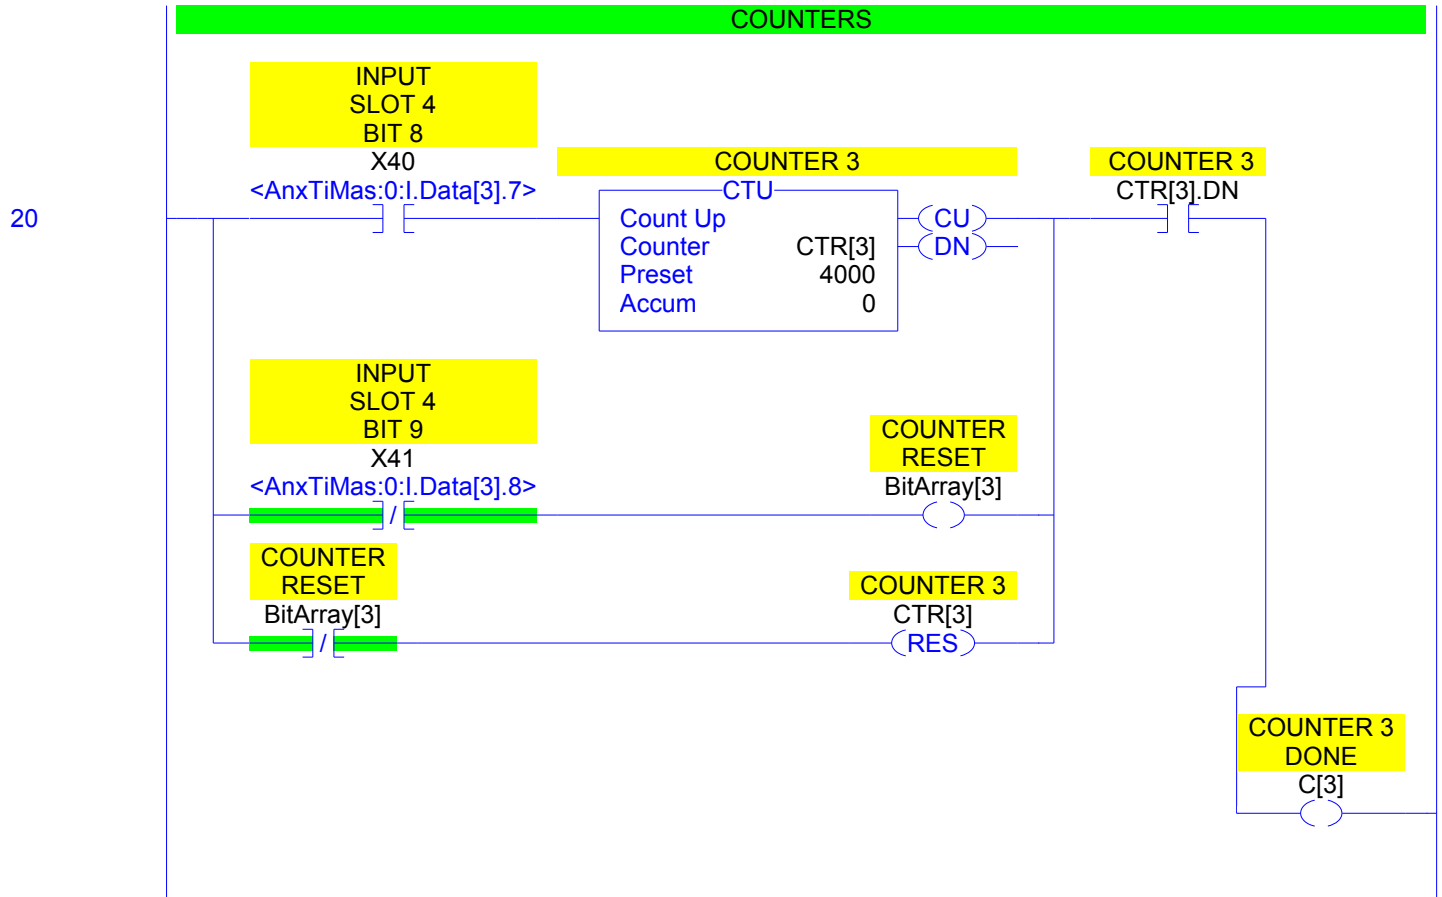 COUNTERS
INPUT
SLOT 4
BIT 8
X40
<AnxTiMas:0:I.Data[3].7>
COUNTER 3
CTU
Count Up
Counter CTR[3]
Preset 4000
Accum 0
CU
DN
COUNTER 3
CTR[3].DN
20
INPUT
SLOT 4
BIT 9
X41
<AnxTiMas:0:I.Data[3].8>
/
COUNTER
RESET
BitArray[3]
COUNTER
RESET
BitArray[3]
/
COUNTER 3
CTR[3]
RES
COUNTER 3
DONE
C[3]